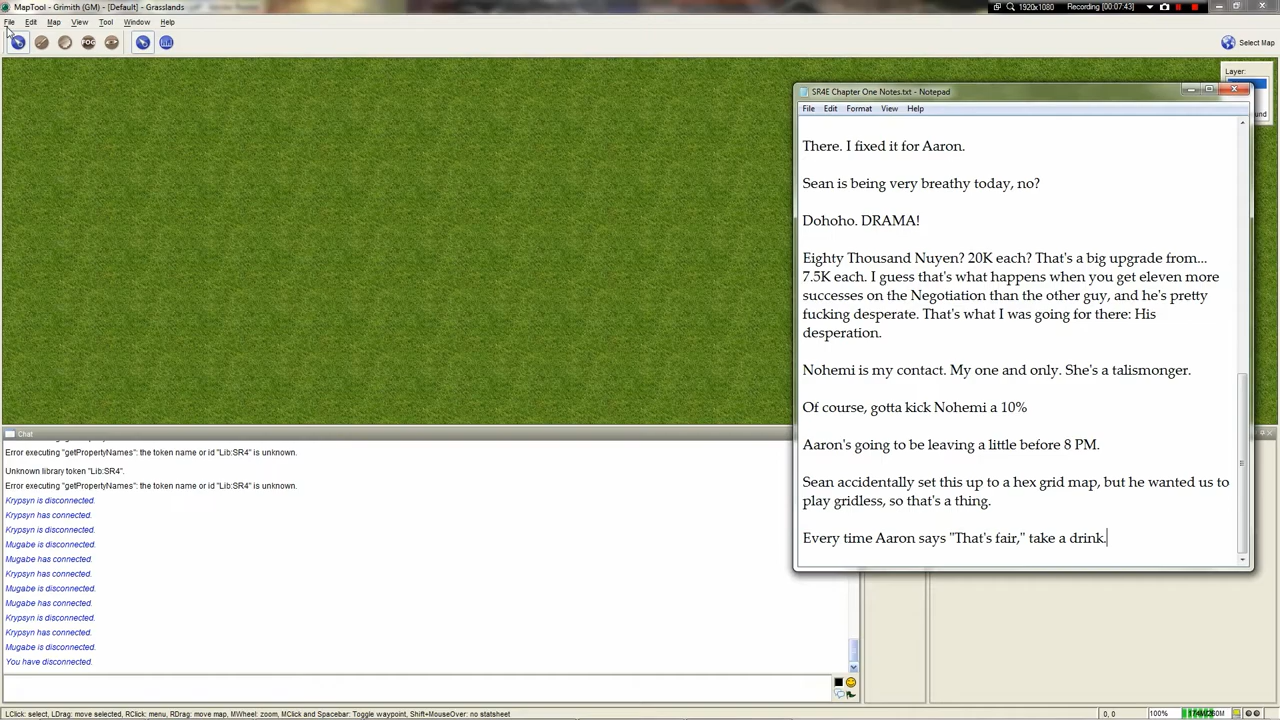 MapTool - Grimith (GM) - [Default] - Grasslands
1920x1080
Recording [00:07:43]
File Edit Map View Tool Window Help
FOG
Select Map
Layer:
SR4E Chapter One Notes.txt - Notepad
File Edit Format View Help
There. I fixed it for Aaron.
Sean is being very breathy today, no?
Dohoho. DRAMA!
Eighty Thousand Nuyen? 20K each? That's a big upgrade from...
7.5K each. I guess that's what happens when you get eleven more
successes on the Negotiation than the other guy, and he's pretty
fucking desperate. That's what I was going for there: His
desperation.
Nohemi is my contact. My one and only. She's a talismonger.
Of course, gotta kick Nohemi a 10%
Aaron's going to be leaving a little before 8 PM.
Sean accidentally set this up to a hex grid map, but he wanted us to
play gridless, so that's a thing.
Every time Aaron says "That's fair," take a drink.
Chat
Error executing "getPropertyNames": the token name or id "Lib:SR4" is unknown.
Unknown library token "Lib:SR4".
Error executing "getPropertyNames": the token name or id "Lib:SR4" is unknown.
Krypsyn is disconnected.
Krypsyn has connected.
Krypsyn is disconnected.
Mugabe is disconnected.
Mugabe has connected.
Krypsyn has connected.
Mugabe is disconnected.
Mugabe has connected.
Krypsyn is disconnected.
Krypsyn has connected.
Mugabe is disconnected.
You have disconnected.
LClick: select, LDrag: move selected, RClick: menu, RDrag: move map, MWheel: zoom, MClick and Spacebar: Toggle waypoint, Shift+MouseOver: no statsheet
0, 0
100%